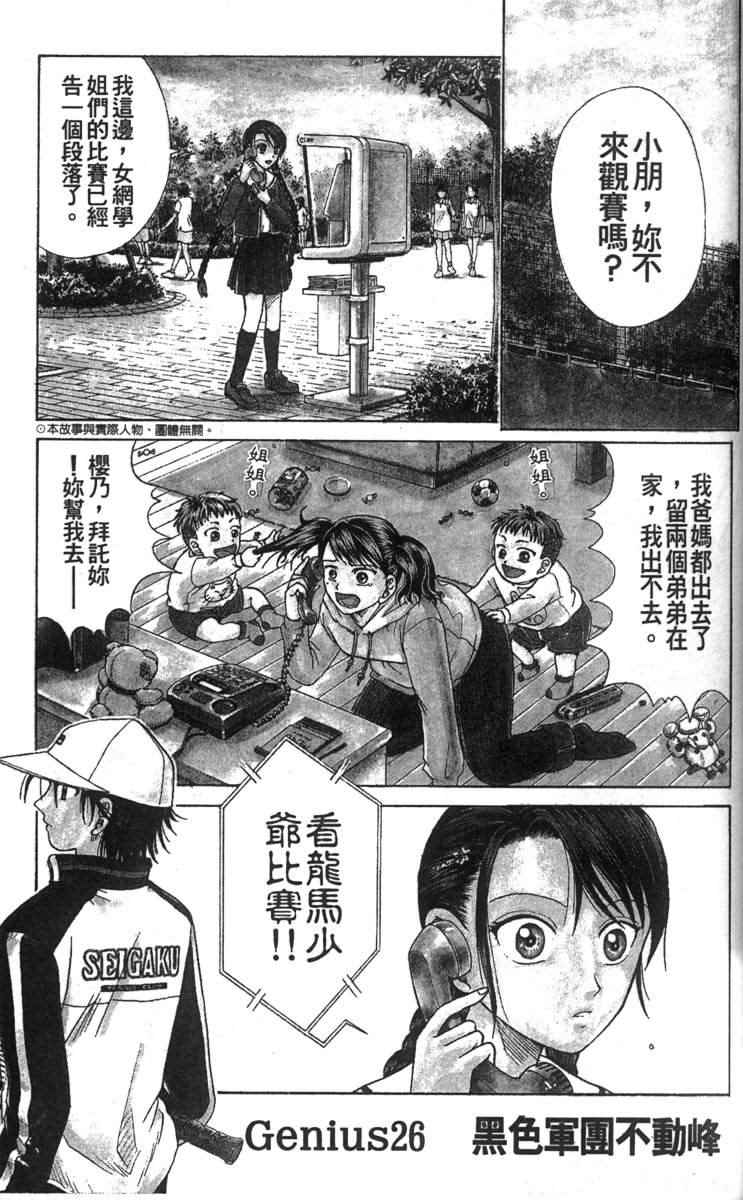 小朋，妳不
來觀賽嗎？
我這邊，女網學
姐們的比賽已經
告一個段落了。
⊙本故事與實際人物、團體無關。
我爸媽都出去了
，留兩個弟弟在
家，我出不去。
姐姐。
姐姐。
櫻乃，拜託妳
！妳幫我去──
看龍馬少
爺比賽!!
SEIGAKU
Genius26 黑色軍團不動峰